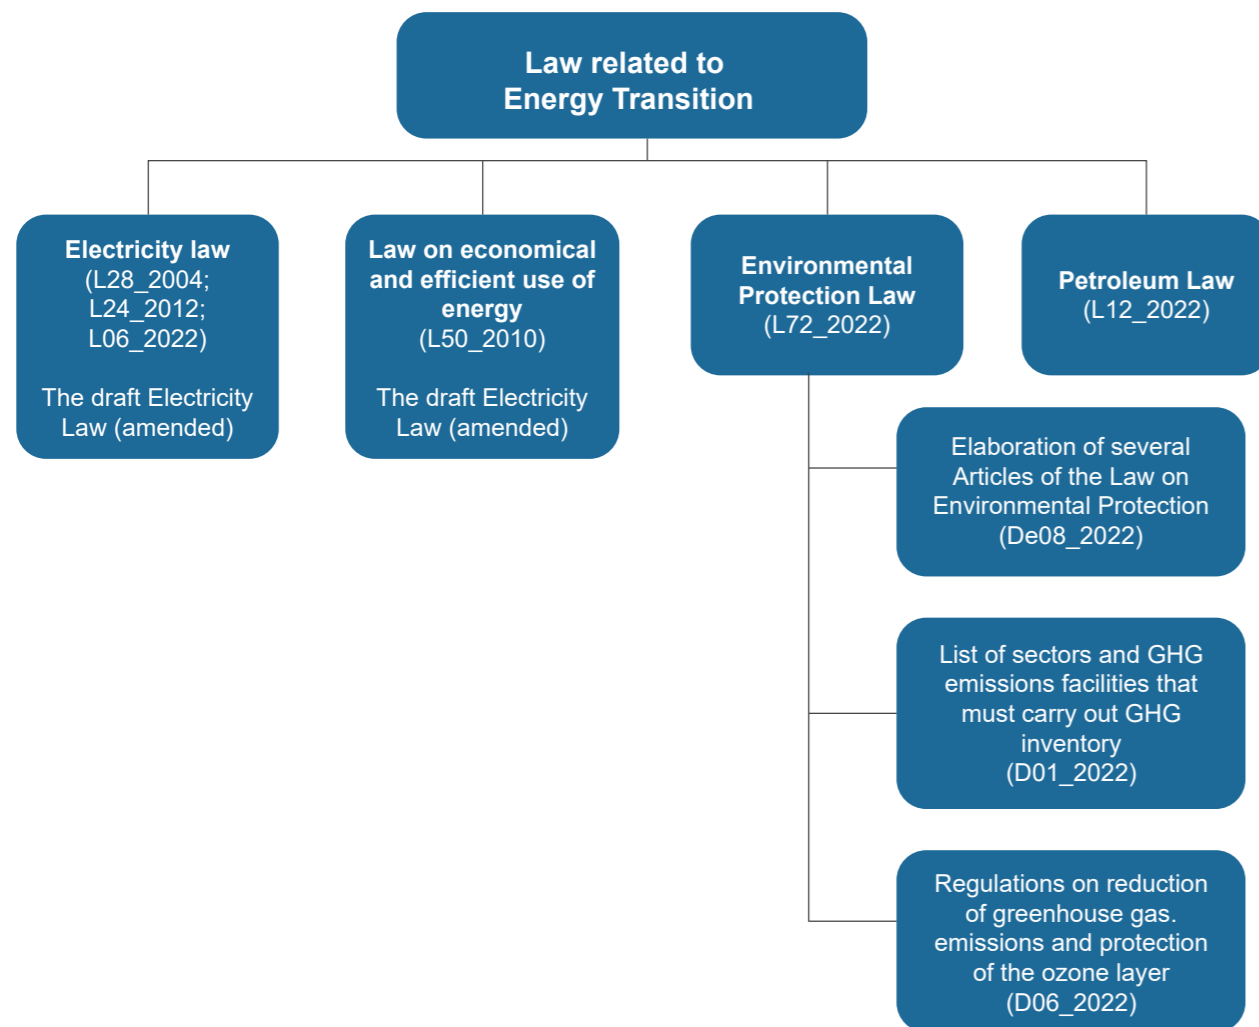 Law related to
Energy Transition
Electricity law
(L28_2004;
L24_2012;
L06_2022)
The draft Electricity
Law (amended)
Law on economical
and efficient use of
energy
(L50_2010)
The draft Electricity
Law (amended)
Environmental
Protection Law
(L72_2022)
Petroleum Law
(L12_2022)
Elaboration of several
Articles of the Law on
Environmental Protection
(De08_2022)
List of sectors and GHG
emissions facilities that
must carry out GHG
inventory
(D01_2022)
Regulations on reduction
of greenhouse gas.
emissions and protection
of the ozone layer
(D06_2022)